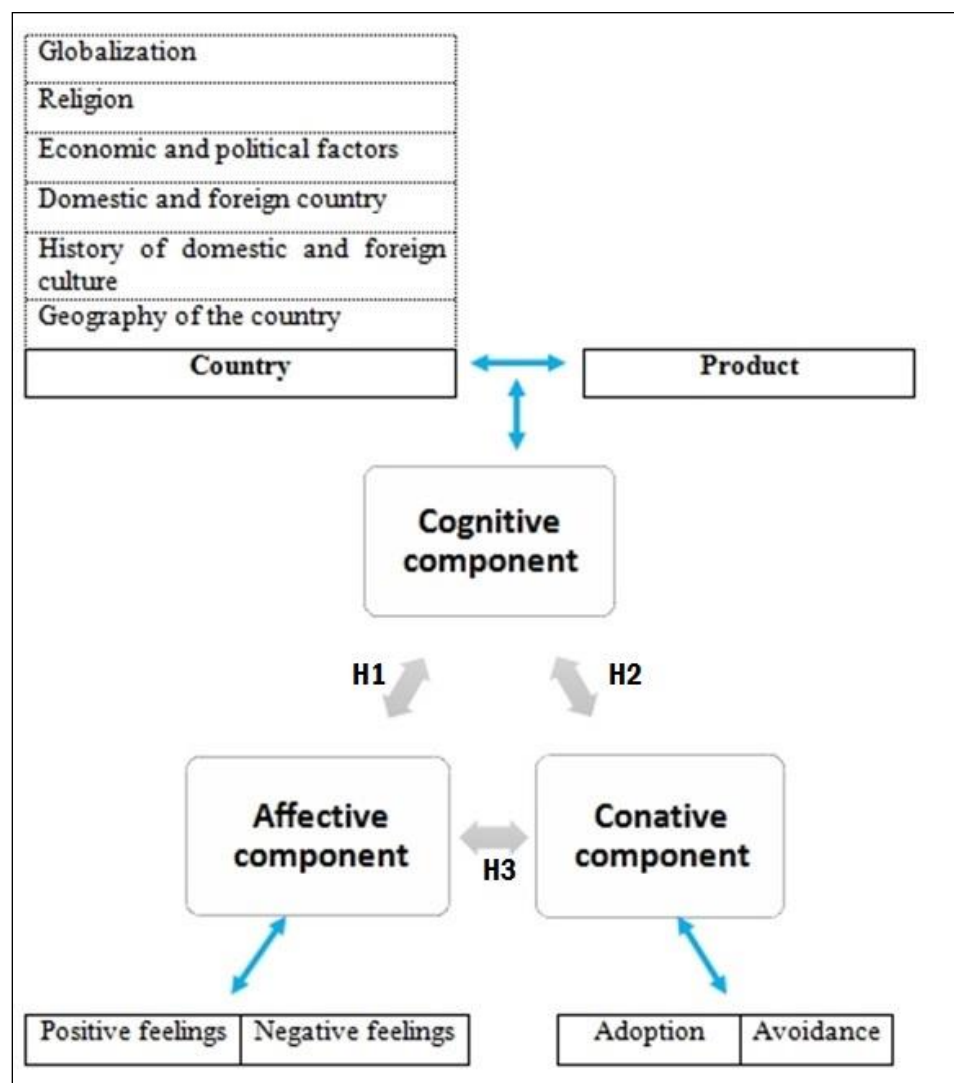 Globalization
Religion
Economic and political factors
Domestic and foreign country
History of domestic and foreign
culture
Geography of the country
Country
Product
Cognitive
component
H1
H2
Affective
component
Conative
component
H3
Positive feelings
Negative feelings
Adoption
Avoidance